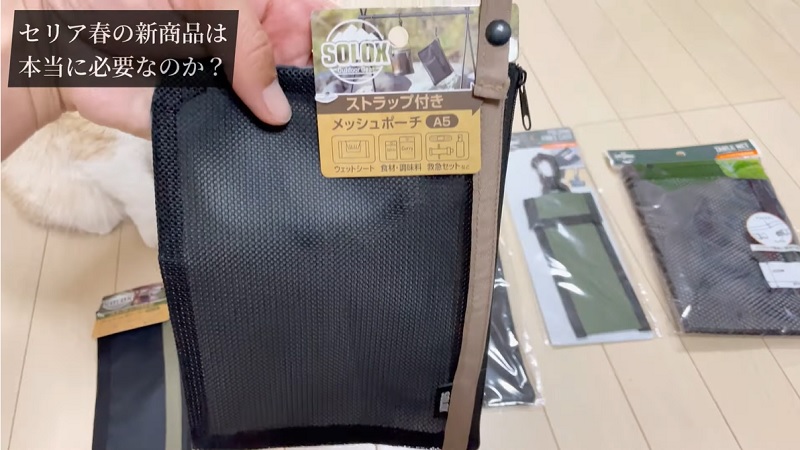 セリア春の新商品は
本当に必要なのか？
SOLOX
ストラップ付き
メッシュポーチ A5
ウェットシート 食材・調味料 救急セット
TABLE NET